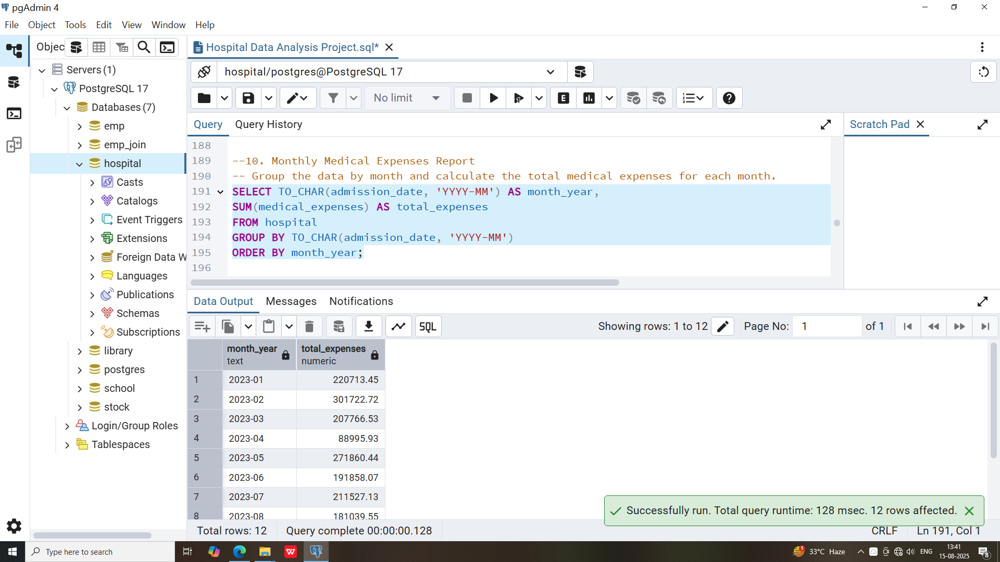 pgAdmin 4
File Object Tools Edit View Window Help
Objec
Servers (1)
PostgreSQL 17
Databases (7)
emp
emp_join
hospital
Casts
Catalogs
Event Triggers
Extensions
Foreign Data W
Languages
Publications
Schemas
Subscriptions
library
postgres
school
stock
Login/Group Roles
Tablespaces
Hospital Data Analysis Project.sql*
hospital/postgres@PostgreSQL 17
No limit
E
Query Query History
Scratch Pad
188
189 --10. Monthly Medical Expenses Report
190 -- Group the data by month and calculate the total medical expenses for each month.
191 SELECT TO_CHAR(admission_date, 'YYYY-MM') AS month_year,
192 SUM(medical_expenses) AS total_expenses
193 FROM hospital
194 GROUP BY TO_CHAR(admission_date, 'YYYY-MM')
195 ORDER BY month_year;
196
Data Output Messages Notifications
SQL
Showing rows: 1 to 12 Page No: 1 of 1
month_year total_expenses
text numeric
1 2023-01 220713.45
2 2023-02 301722.72
3 2023-03 207766.53
4 2023-04 88995.93
5 2023-05 271860.44
6 2023-06 191858.07
7 2023-07 211527.13
8 2023-08 181039.55
Successfully run. Total query runtime: 128 msec. 12 rows affected.
Total rows: 12 Query complete 00:00:00.128 CRLF Ln 191, Col 1
Type here to search
W
5
33°C Haze
ENG
13:41
15-08-2025
8